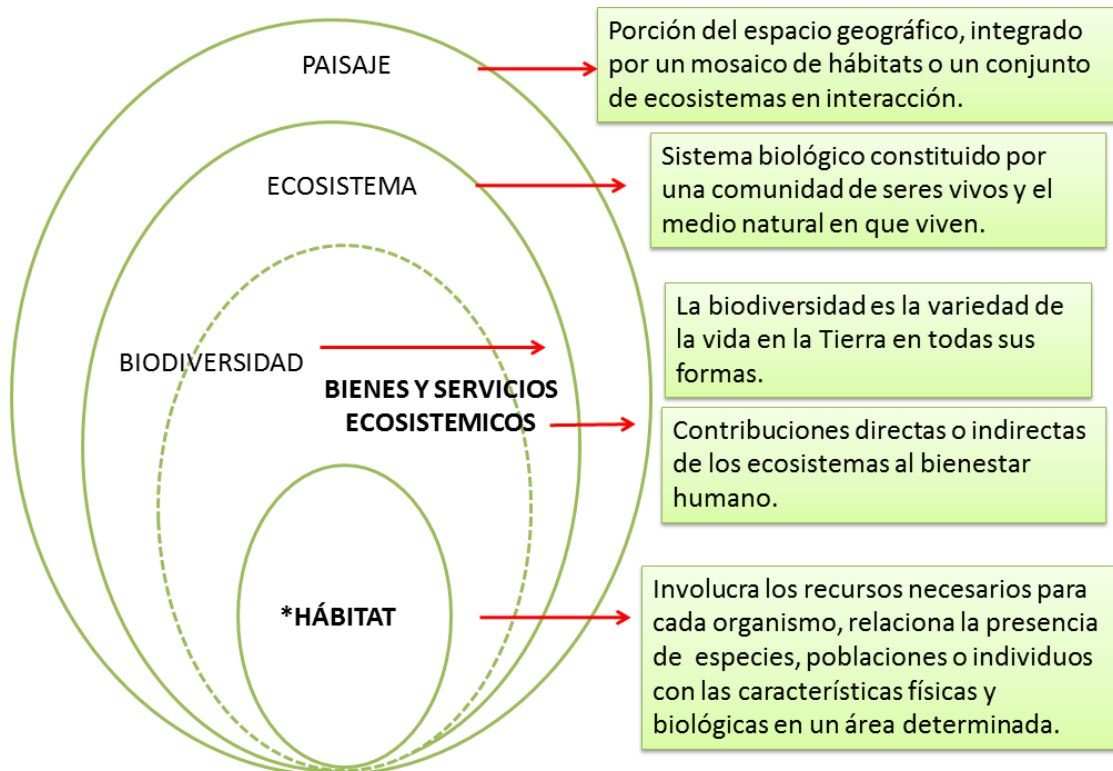 PAISAJE
Porción del espacio geográfico, integrado
por un mosaico de hábitats o un conjunto
de ecosistemas en interacción.
ECOSISTEMA
Sistema biológico constituido por
una comunidad de seres vivos y el
medio natural en que viven.
BIODIVERSIDAD
La biodiversidad es la variedad de
la vida en la Tierra en todas sus
formas.
BIENES Y SERVICIOS
ECOSISTEMICOS
Contribuciones directas o indirectas
de los ecosistemas al bienestar
humano.
*HÁBITAT
Involucra los recursos necesarios para
cada organismo, relaciona la presencia
de especies, poblaciones o individuos
con las características físicas y
biológicas en un área determinada.